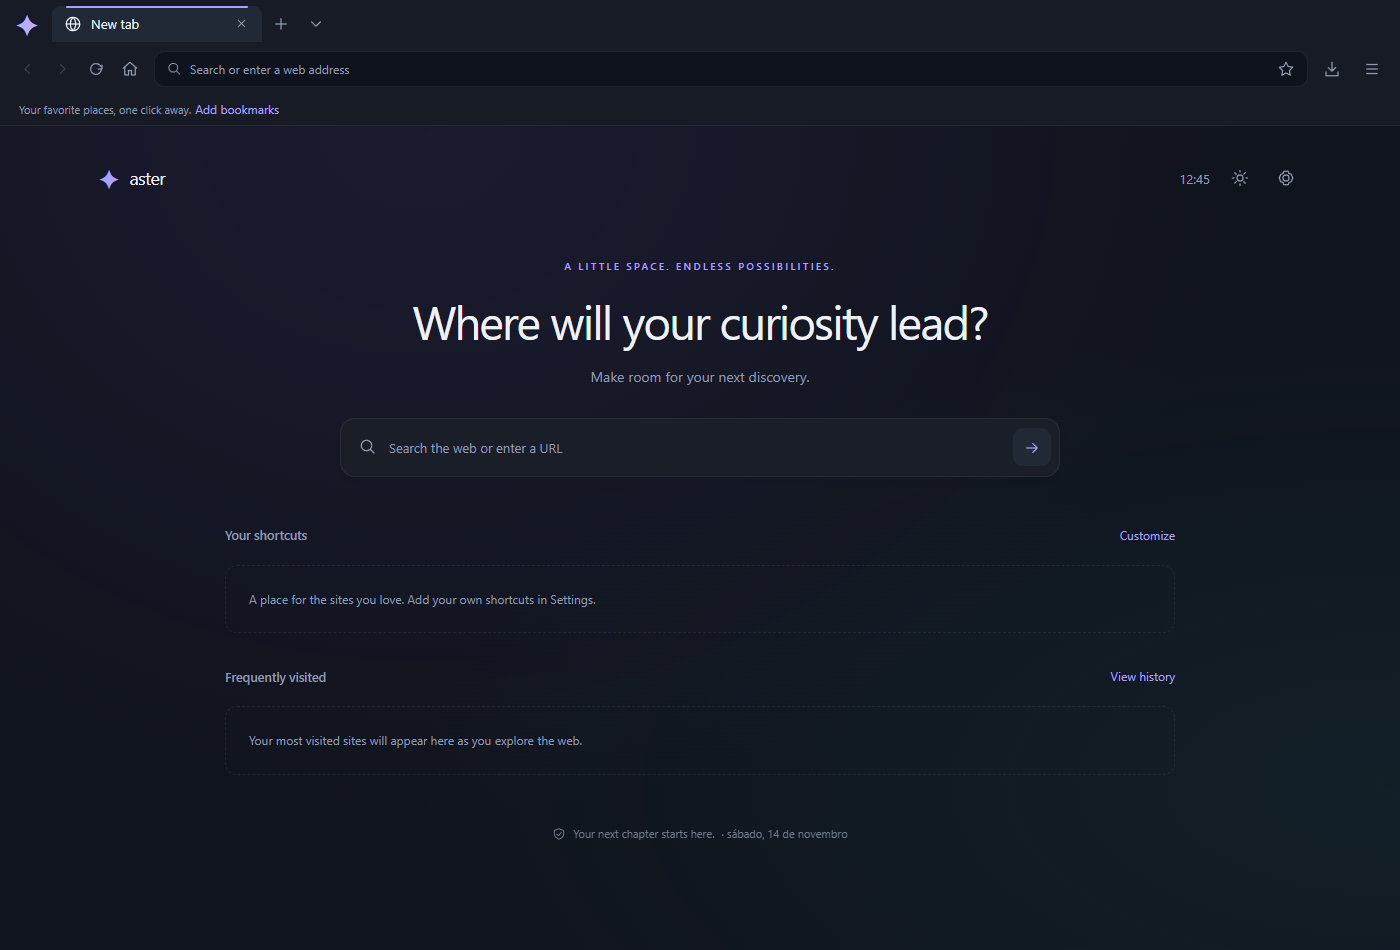 New tab
Search or enter a web address
Your favorite places, one click away. Add bookmarks
aster
12:45
A LITTLE SPACE. ENDLESS POSSIBILITIES.
Where will your curiosity lead?
Make room for your next discovery.
Search the web or enter a URL
Your shortcuts
Customize
A place for the sites you love. Add your own shortcuts in Settings.
Frequently visited
View history
Your most visited sites will appear here as you explore the web.
Your next chapter starts here. · sábado, 14 de novembro